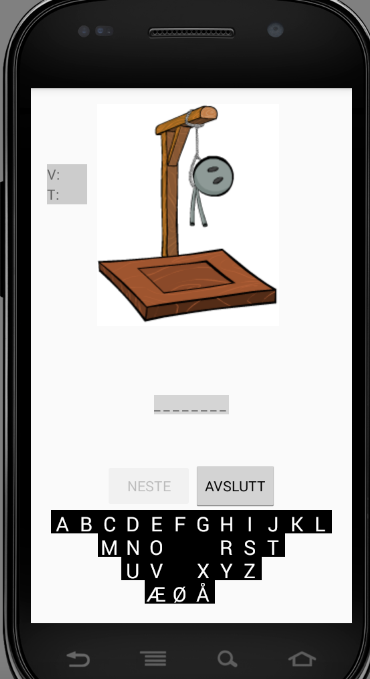 V:
T:
_ _ _ _ _ _ _ _
NESTE AVSLUTT
A B C D E F G H I J K L
M N O R S T
U V X Y Z
Æ Ø Å